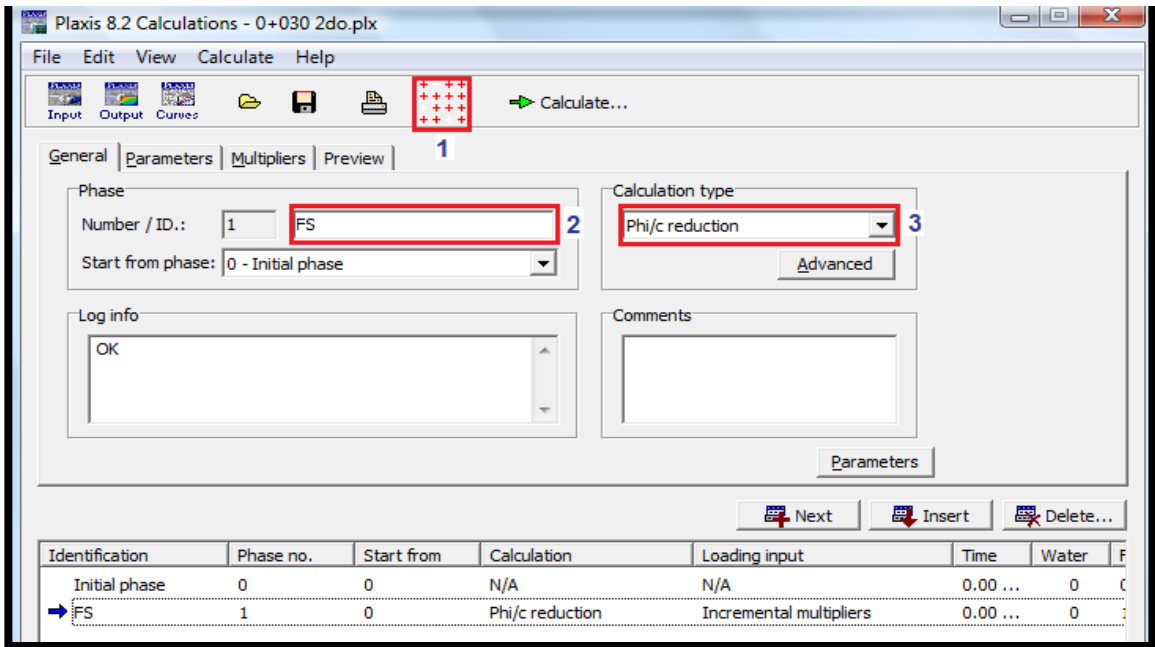 Plaxis 8.2 Calculations - 0+030 2do.plx
File Edit View Calculate Help
Input Output Curves Calculate...
1
General Parameters Multipliers Preview
Phase Calculation type
Number / ID.: 1 FS 2 Phi/c reduction 3
Start from phase: 0 - Initial phase Advanced
Log info Comments
OK
Parameters
Next Insert Delete...
Identification Phase no. Start from Calculation Loading input Time Water
Initial phase 0 0 N/A N/A 0.00 ... 0
FS 1 0 Phi/c reduction Incremental multipliers 0.00 ... 0